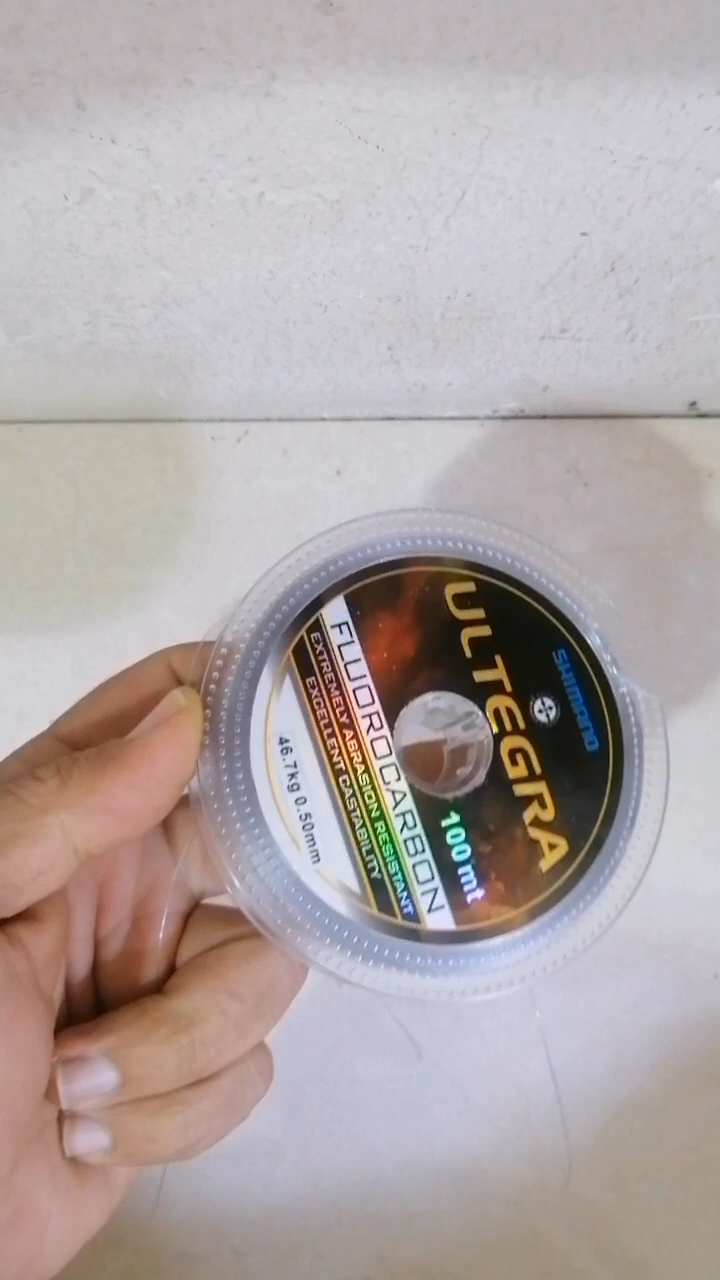 SHIMANO
ULTEGRA
100 mt
FLUOROCARBON
EXTREMELY ABRASION RESISTANT
EXCELLENT CASTABILITY
46.7kg 0.50mm